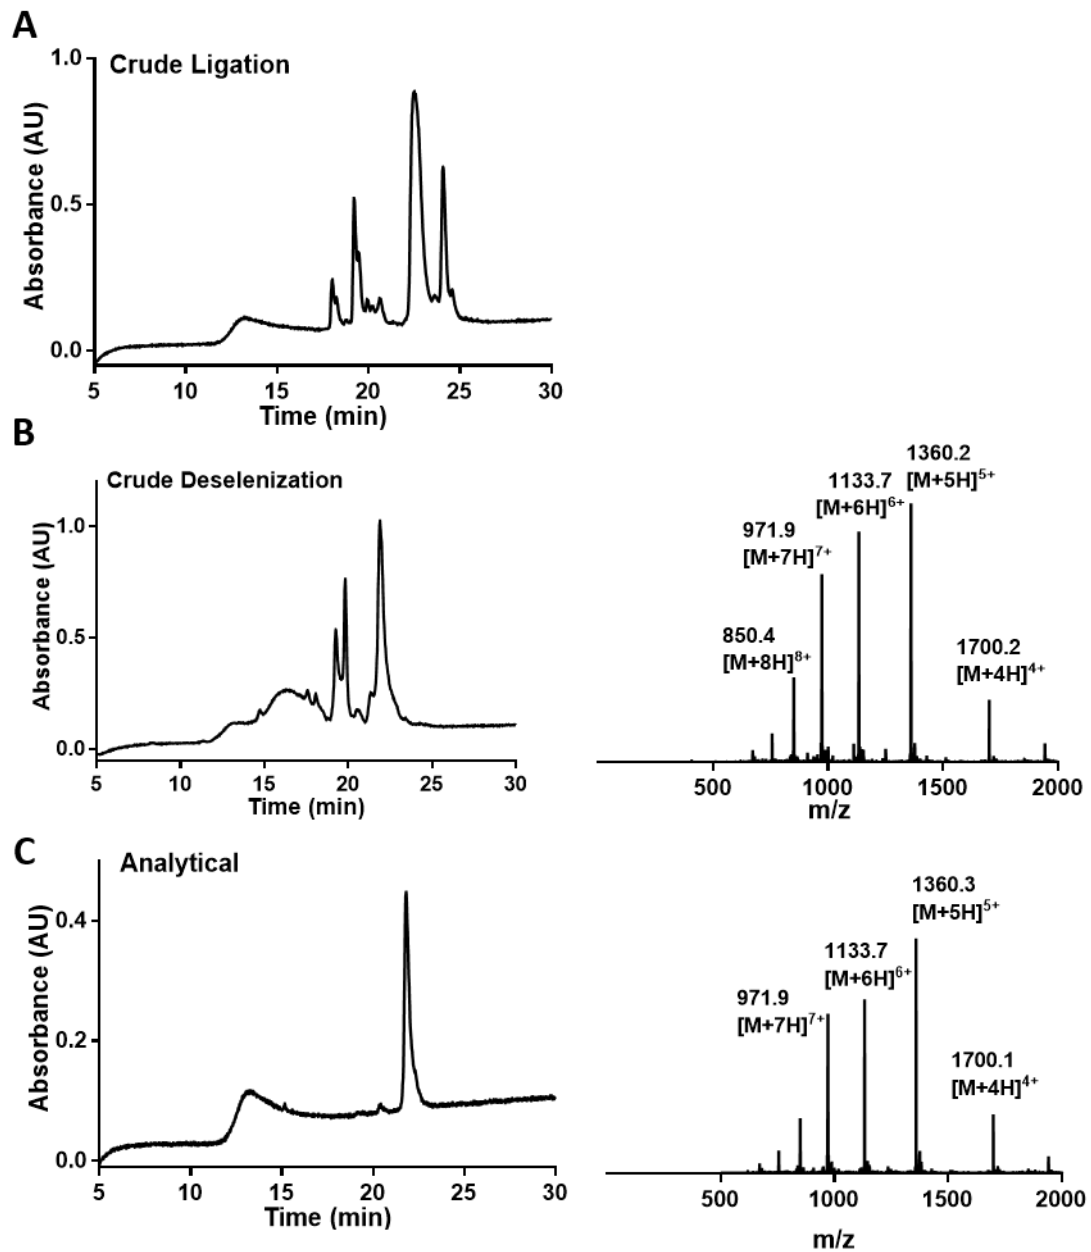 A
Crude Ligation
Absorbance (AU)
1.0
0.5
0.0
5 10 15 20 25 30
Time (min)
B
Crude Deselenization
Absorbance (AU)
1.0
0.5
0.0
5 10 15 20 25 30
Time (min)
1360.2
[M+5H]5+
1133.7
[M+6H]6+
971.9
[M+7H]7+
850.4
[M+8H]8+
1700.2
[M+4H]4+
500 1000 1500 2000
m/z
C
Analytical
Absorbance (AU)
0.4
0.2
0.0
5 10 15 20 25 30
Time (min)
1360.3
[M+5H]5+
1133.7
[M+6H]6+
971.9
[M+7H]7+
1700.1
[M+4H]4+
500 1000 1500 2000
m/z